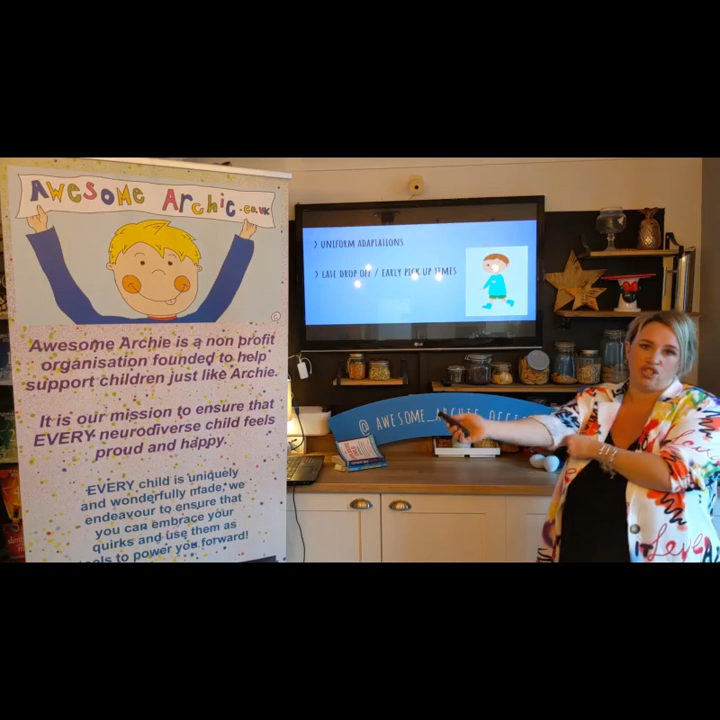 AWESOME ARCHIE.CO.UK
Awesome Archie is a non profit
organisation founded to help
support children just like Archie.
It is our mission to ensure that
EVERY neurodiverse child feels
proud and happy.
EVERY child is uniquely
and wonderfully made, we
endeavour to ensure that
you can embrace your
quirks and use them as
to power you forward!
> UNIFORM ADAPTATIONS
> LATE DROP OFF / EARLY PICK UP TIMES
LG
@AWESOME_ARCHIE
Love